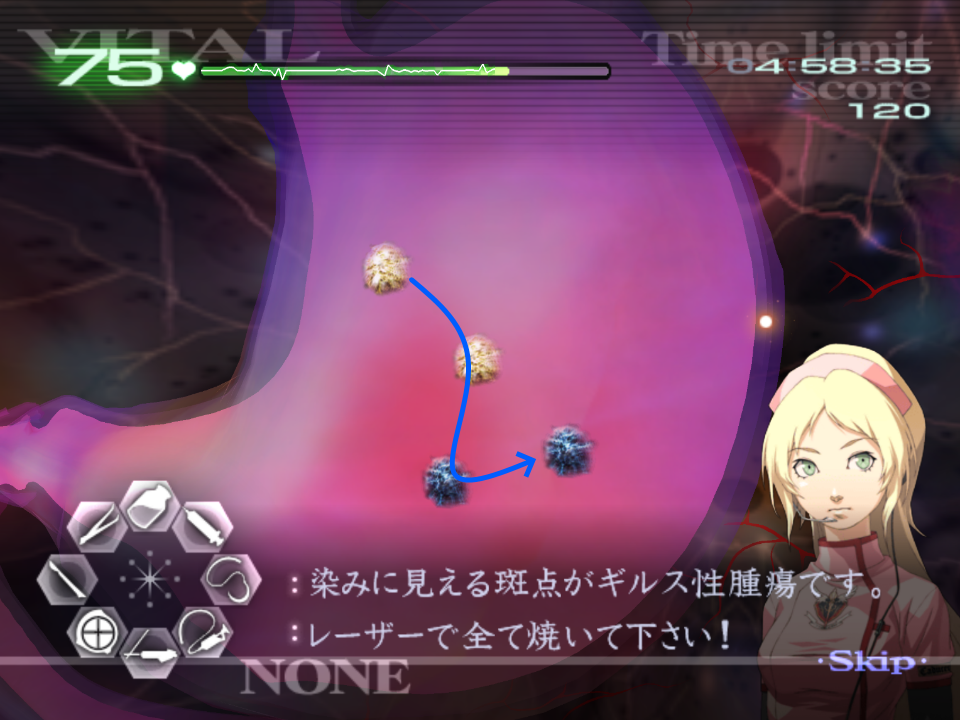 VITAL
75
Time limit
04:58:35
score
120
:染みに見える斑点がギルス性腫瘍です。
:レーザーで全て焼いて下さい!
・Skip・
NONE